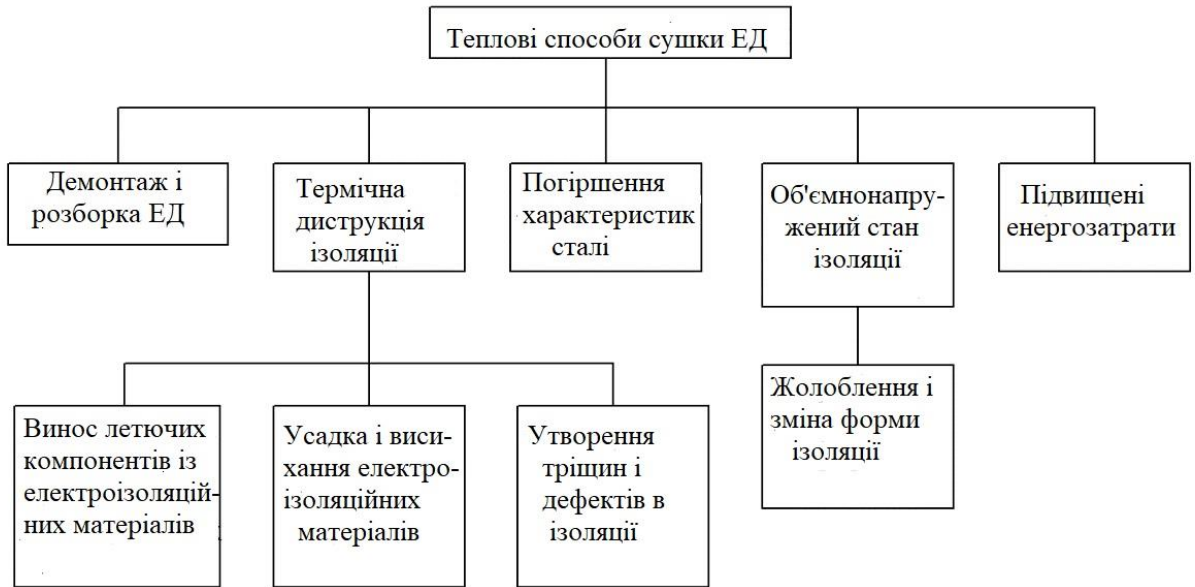 Теплові способи сушки ЕД
Демонтаж і
розборка ЕД
Термічна
диструкція
ізоляції
Погіршення
характеристик
сталі
Об'ємнонапру-
жений стан
ізоляції
Підвищені
енергозатрати
Винос летючих
компонентів із
електроізоляцій-
них матеріалів
Усадка і виси-
хання електро-
ізоляційних
матеріалів
Утворення
тріщин і
дефектів в
ізоляції
Жолоблення і
зміна форми
ізоляції